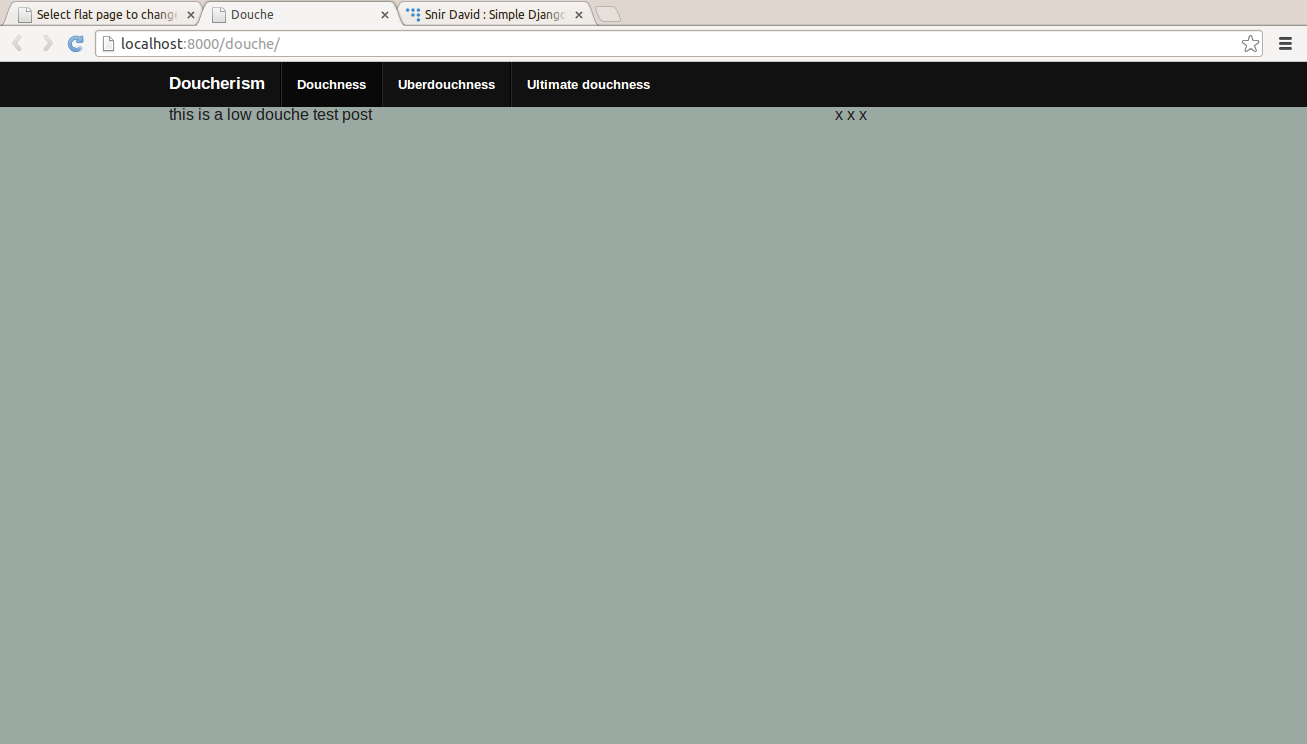 Select flat page to change
Douche
Snir David : Simple Django
localhost:8000/douche/
Doucherism Douchness Uberdouchness Ultimate douchness
this is a low douche test post x x x